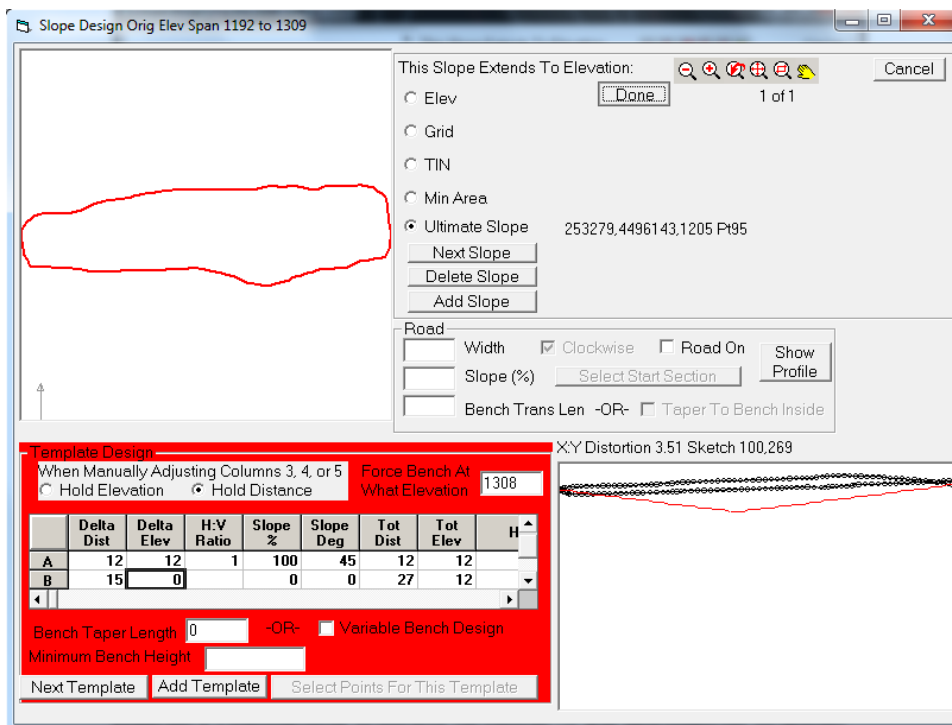 Slope Design Orig Elev Span 1192 to 1309
This Slope Extends To Elevation:
Cancel
Elev
Done
1 of 1
Grid
TIN
Min Area
Ultimate Slope 253279,4496143,1205 Pt95
Next Slope
Delete Slope
Add Slope
Road
Width Clockwise Road On
Show Profile
Slope (%) Select Start Section
Bench Trans Len -OR- Taper To Bench Inside
Template Design
When Manually Adjusting Columns 3, 4, or 5
Hold Elevation Hold Distance
Force Bench At
What Elevation
1308
Delta Dist Delta Elev H:V Ratio Slope % Slope Deg Tot Dist Tot Elev H
A 12 12 1 100 45 12 12
B 15 0 0 0 27 12
Bench Taper Length 0 -OR- Variable Bench Design
Minimum Bench Height
Next Template Add Template Select Points For This Template
X:Y Distortion 3.51 Sketch 100,269